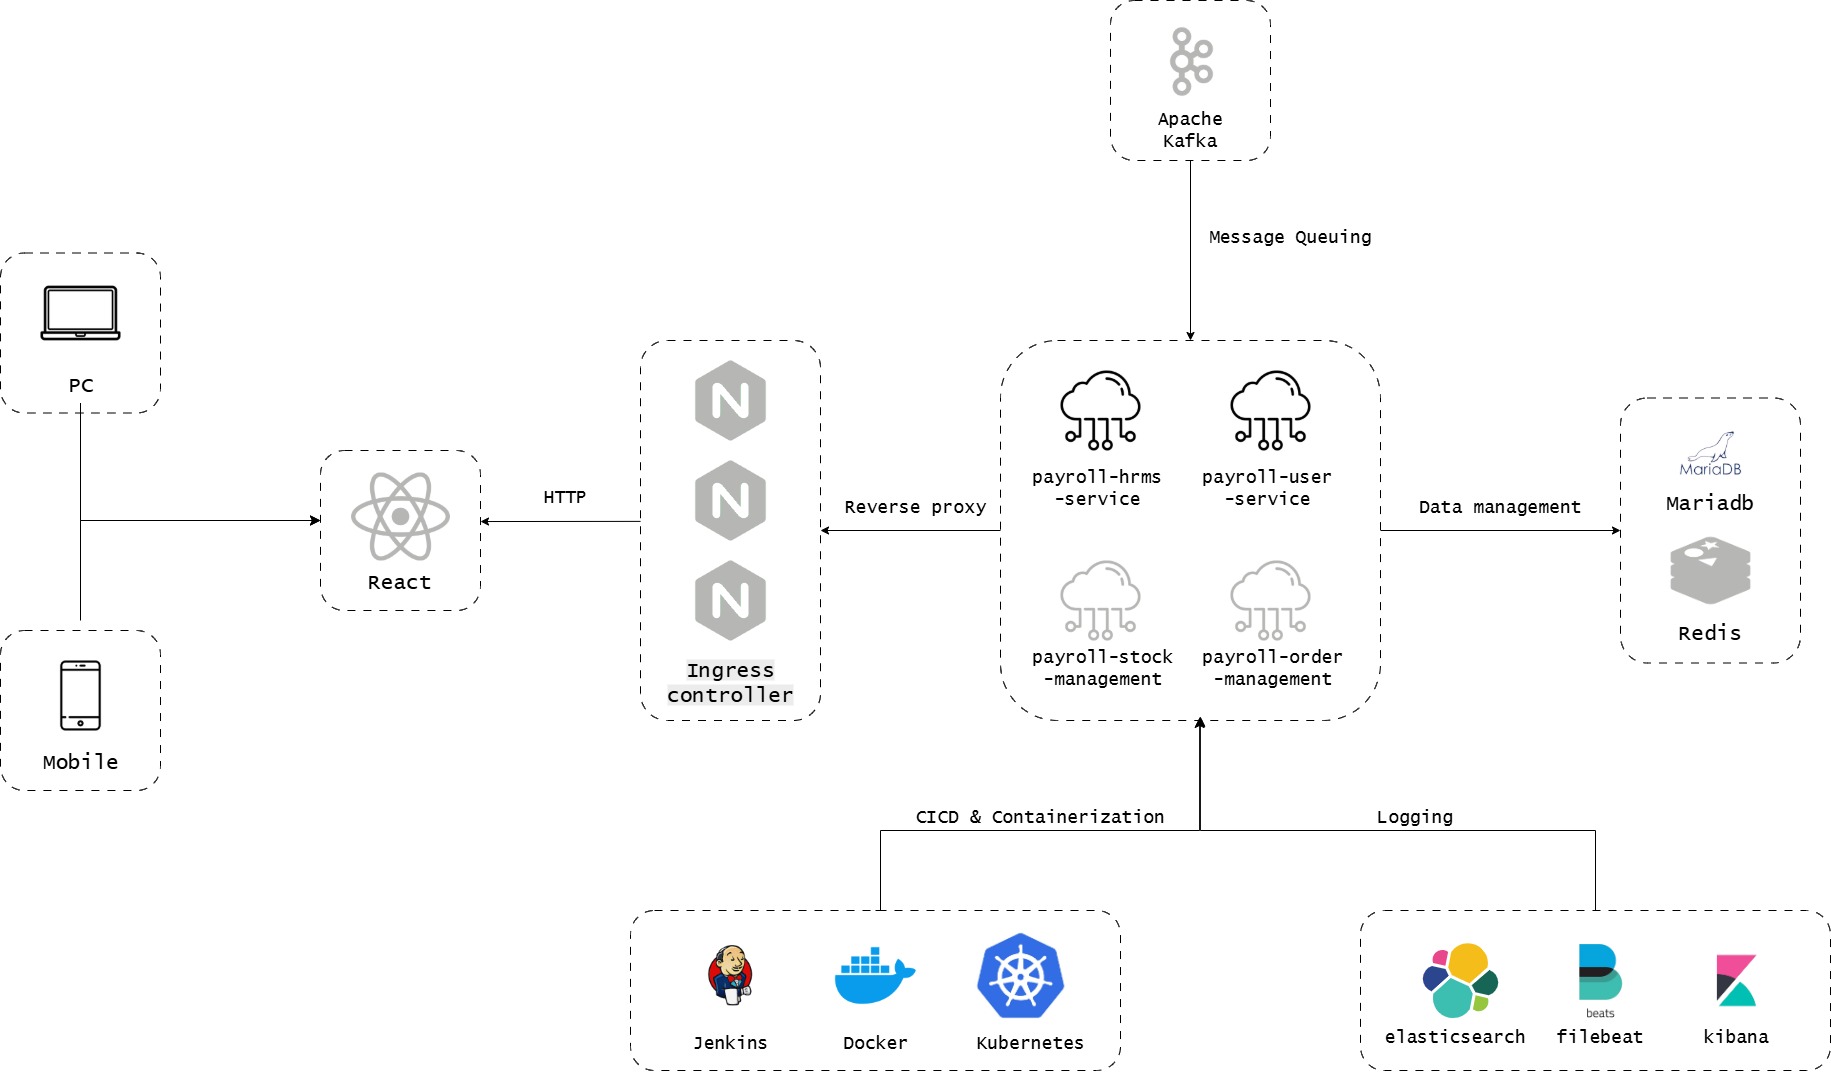 Apache
Kafka
Message Queuing
PC
Mobile
React
HTTP
N
N
N
Ingress
controller
Reverse proxy
payroll-hrms
-service
payroll-user
-service
payroll-stock
-management
payroll-order
-management
Data management
MariaDB
Mariadb
Redis
CICD & Containerization
Logging
Jenkins
Docker
Kubernetes
elasticsearch
beats
filebeat
kibana